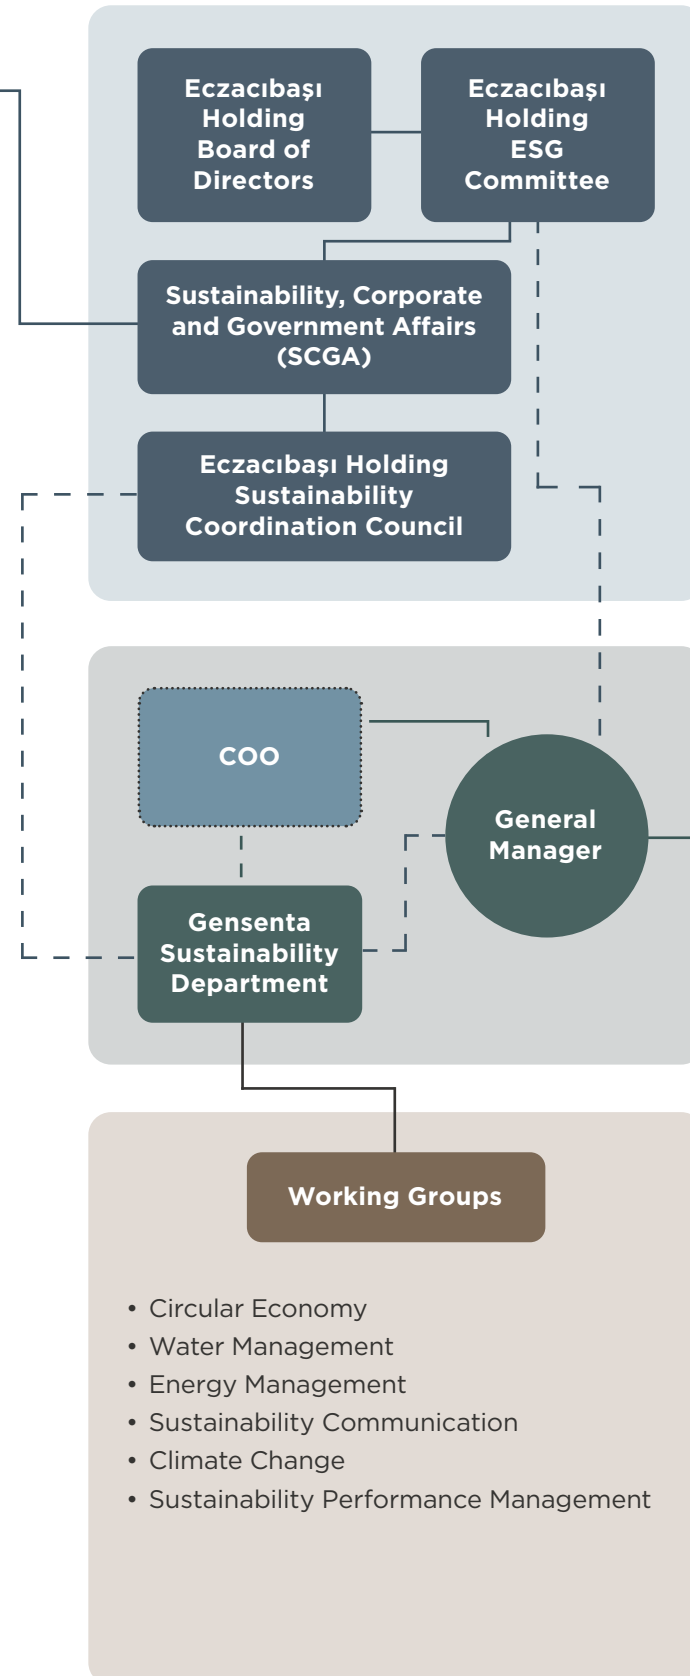 Eczacıbaşı
Holding
Board of
Directors
Eczacıbaşı
Holding
ESG
Committee
Sustainability, Corporate
and Government Affairs
(SCGA)
Eczacıbaşı Holding
Sustainability
Coordination Council
COO
General
Manager
Gensenta
Sustainability
Department
Working Groups
• Circular Economy
• Water Management
• Energy Management
• Sustainability Communication
• Climate Change
• Sustainability Performance Management